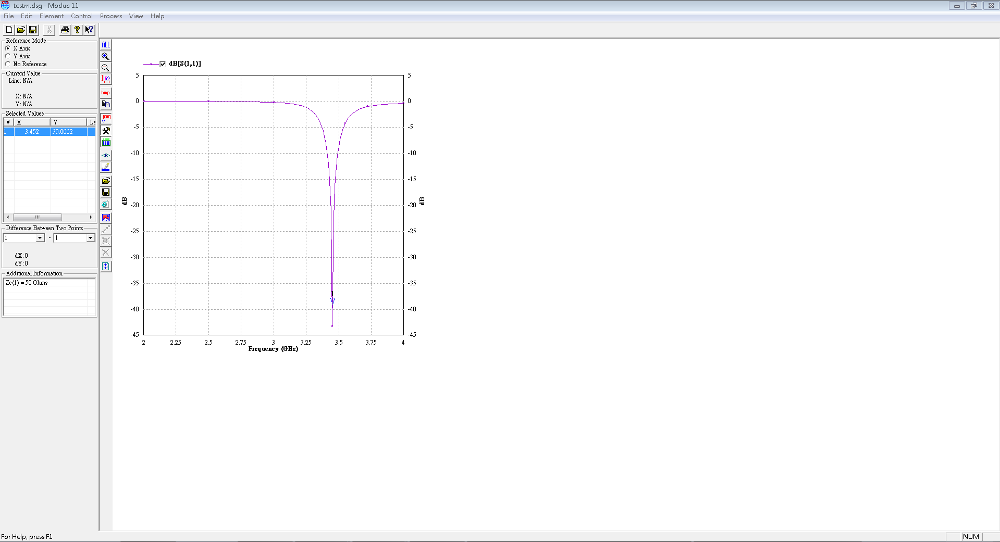 testm.dsg - Modua 11
File Edit Element Control Process View Help
Reference Mode
X Axis
Y Axis
No Reference
Current Value
Line: N/A
X: N/A
Y: N/A
Selected Values
# X Y La
1 3.452 -39.0662
Difference Between Two Points
1 - 1
dX:0
dY:0
Additional Information
Zc(1) = 50 Ohms
ALL
bmp
dB[S(1,1)]
5 5
0 0
-5 -5
-10 -10
-15 -15
-20 -20
-25 -25
-30 -30
-35 -35
-40 -40
-45 -45
dB
dB
1
2 2.25 2.5 2.75 3 3.25 3.5 3.75 4
Frequency (GHz)
For Help, press F1
NUM